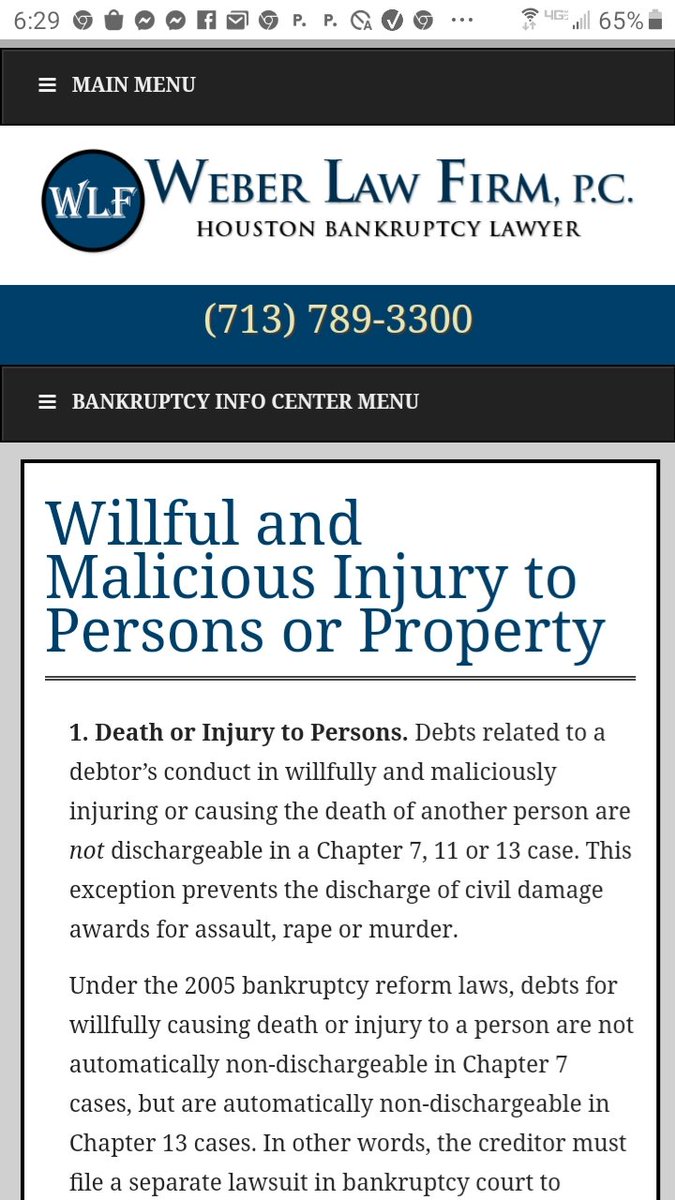 6:29 P. P. 4GE 65%
MAIN MENU
WLF WEBER LAW FIRM, P.C.
HOUSTON BANKRUPTCY LAWYER
(713) 789-3300
BANKRUPTCY INFO CENTER MENU
Willful and
Malicious Injury to
Persons or Property
1. Death or Injury to Persons. Debts related to a
debtor’s conduct in willfully and maliciously
injuring or causing the death of another person are
not dischargeable in a Chapter 7, 11 or 13 case. This
exception prevents the discharge of civil damage
awards for assault, rape or murder.
Under the 2005 bankruptcy reform laws, debts for
willfully causing death or injury to a person are not
automatically non-dischargeable in Chapter 7
cases, but are automatically non-dischargeable in
Chapter 13 cases. In other words, the creditor must
file a separate lawsuit in bankruptcy court to